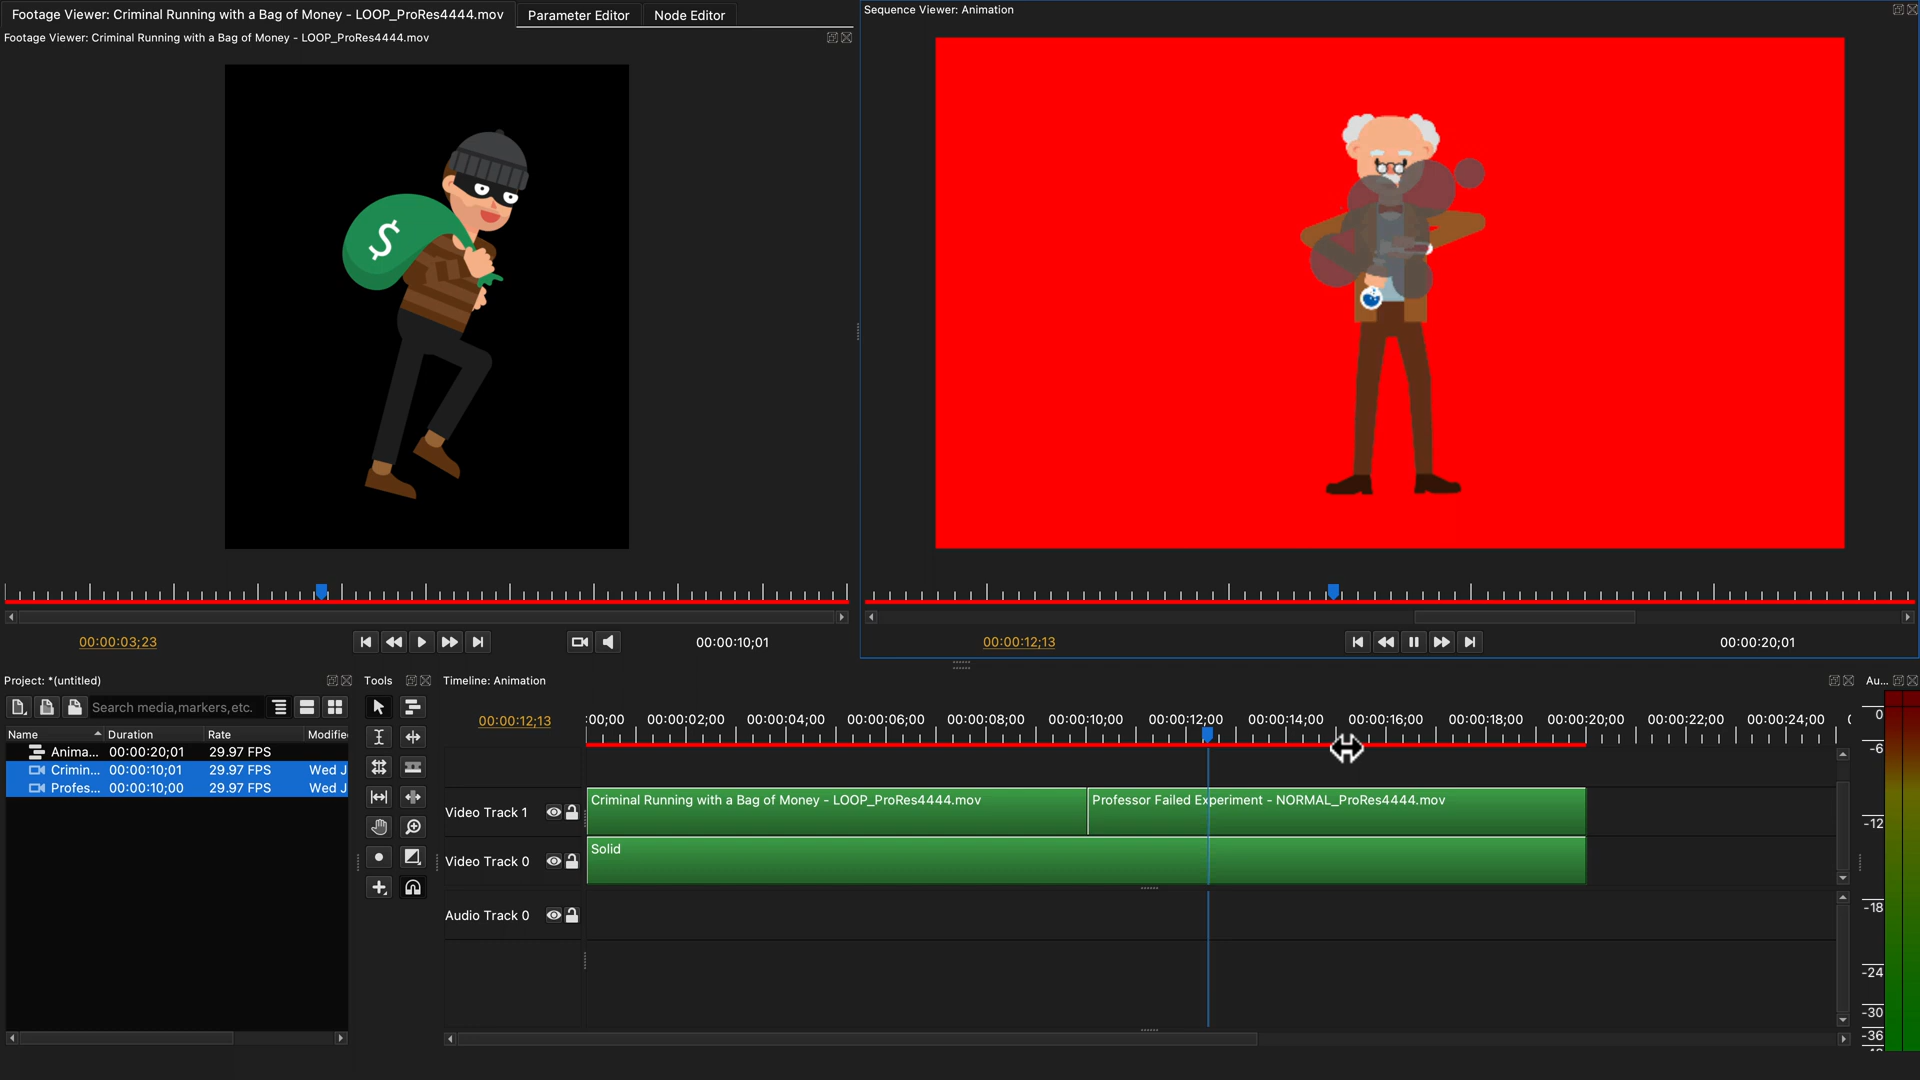 Footage Viewer: Criminal Running with a Bag of Money - LOOP_ProRes4444.mov
Parameter Editor
Node Editor
Footage Viewer: Criminal Running with a Bag of Money - LOOP_ProRes4444.mov
Sequence Viewer: Animation
$
00:00:03;23
00:00:10;01
00:00:12;13
00:00:20;01
Project: *(untitled)
Tools
Timeline: Animation
Au...
Search media,markers,etc.
Name
Duration
Rate
Modifie
Anima... 00:00:20;01 29.97 FPS
Crimin... 00:00:10;01 29.97 FPS Wed J
Profes... 00:00:10;00 29.97 FPS Wed J
00:00:12;13
:00;00 00:00:02;00 00:00:04;00 00:00:06;00 00:00:08;00 00:00:10;00 00:00:12;00 00:00:14;00 00:00:16;00 00:00:18;00 00:00:20;00 00:00:22;00 00:00:24;00
Video Track 1
Criminal Running with a Bag of Money - LOOP_ProRes4444.mov
Professor Failed Experiment - NORMAL_ProRes4444.mov
Video Track 0
Solid
Audio Track 0
0
-6
-12
-18
-24
-30
-36